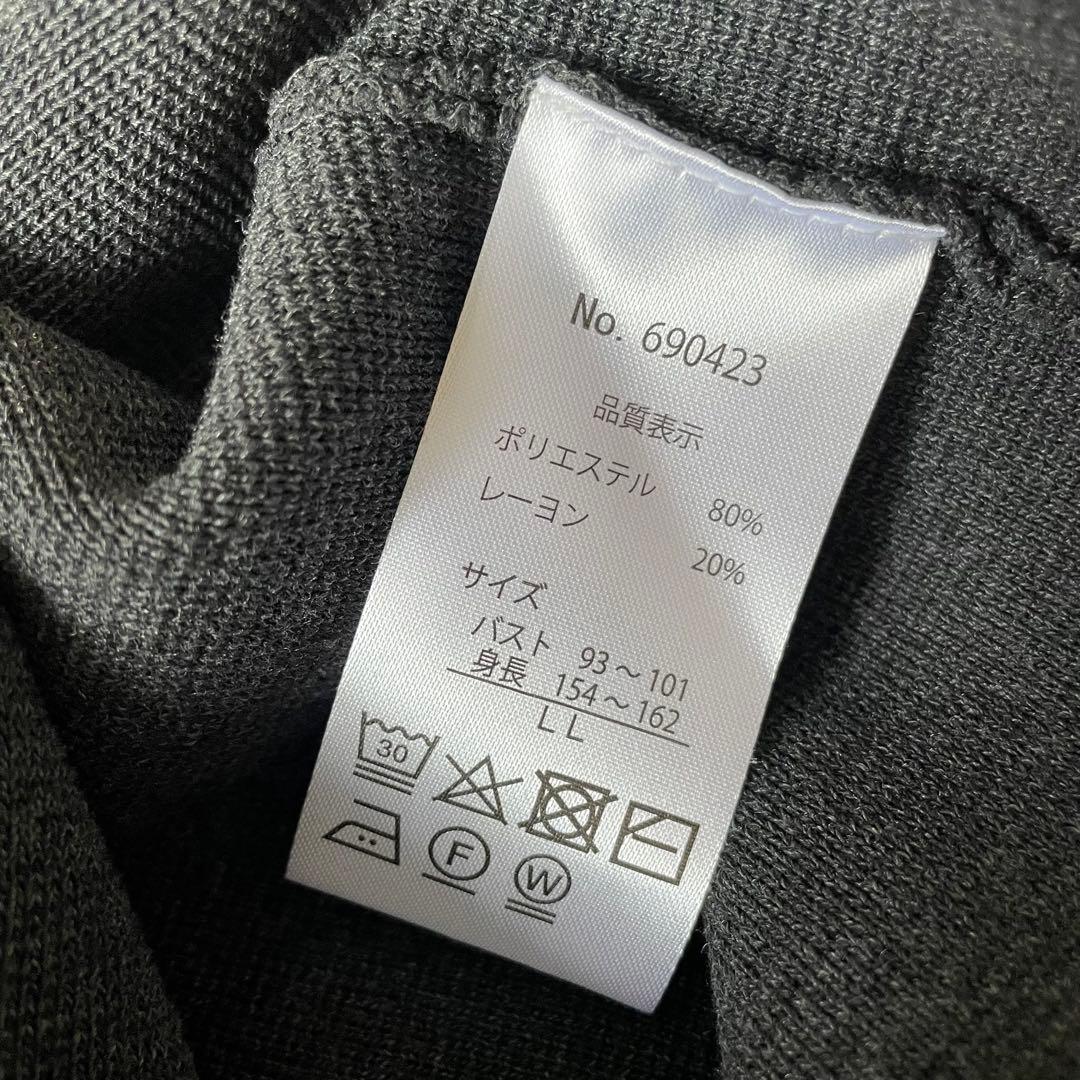 No. 690423
品質表示
ポリエステル 80%
レーヨン 20%
サイズ
バスト 93～101
身長 154～162
LL
30
F
W